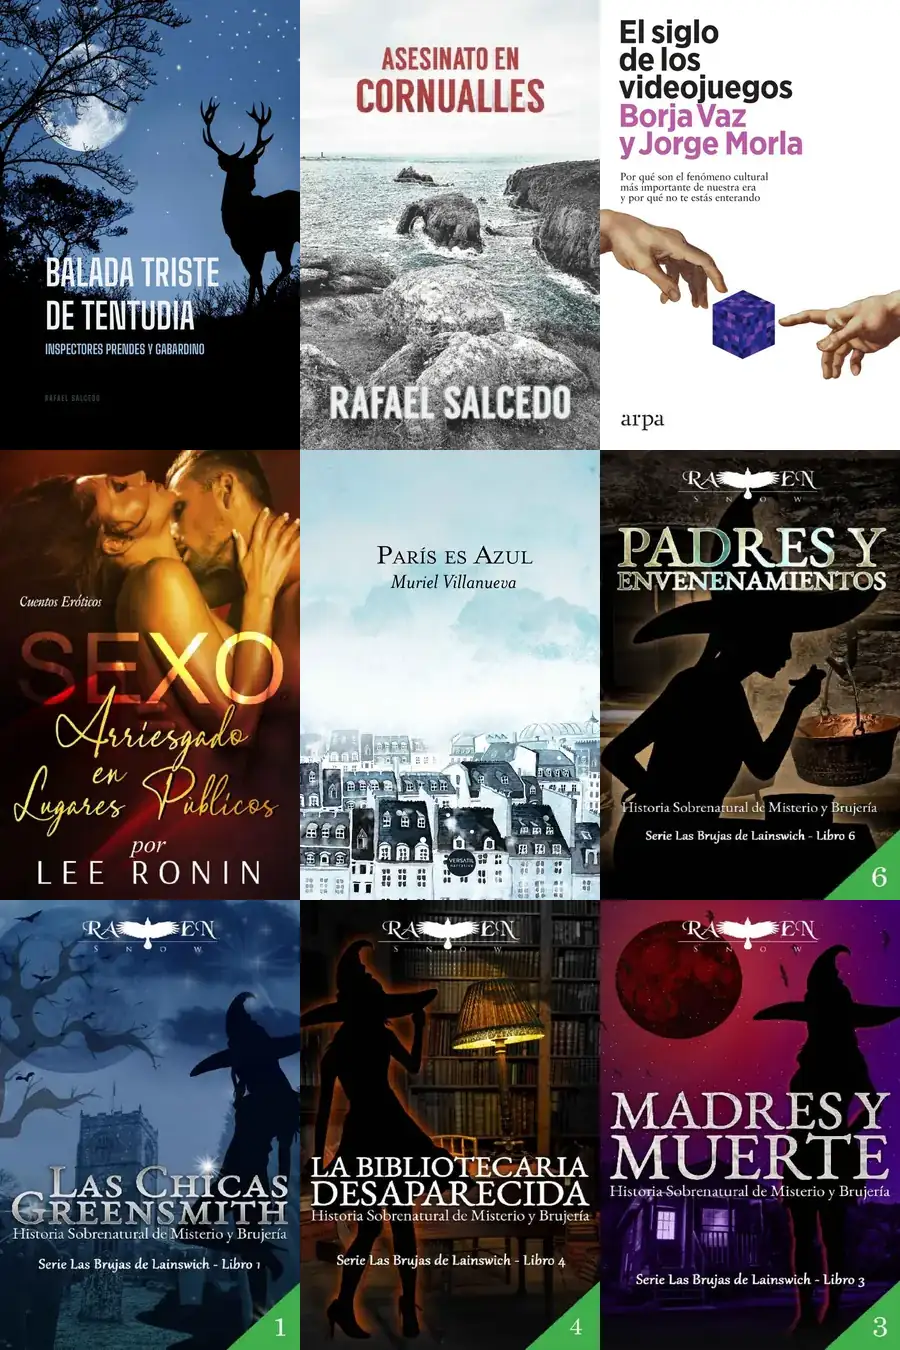 BALADA TRISTE
DE TENTUDIA
INSPECTORES PRENDES Y GABARDINO
RAFAEL SALCEDO
ASESINATO EN
CORNUALLES
RAFAEL SALCEDO
El siglo
de los
videojuegos
Borja Vaz
y Jorge Morla
Por qué son el fenómeno cultural
más importante de nuestra era
y por qué no te estás enterando
arpa
Cuentos Eróticos
SEXO
Arriesgado
en
Lugares Públicos
por
LEE RONIN
París es Azul
Muriel Villanueva
VERSATIL
narrativa
RAVEN
SNOW
PADRES Y
ENVENENAMIENTOS
Historia Sobrenatural de Misterio y Brujería
Serie Las Brujas de Lainswich - Libro 6
6
RAVEN
SNOW
LAS CHICAS
GREENSMITH
Historia Sobrenatural de Misterio y Brujería
Serie Las Brujas de Lainswich - Libro 1
1
RAVEN
SNOW
LA BIBLIOTECARIA
DESAPARECIDA
Historia Sobrenatural de Misterio y Brujería
Serie Las Brujas de Lainswich - Libro 4
4
RAVEN
SNOW
MADRES Y
MUERTE
Historia Sobrenatural de Misterio y Brujería
Serie Las Brujas de Lainswich - Libro 3
3